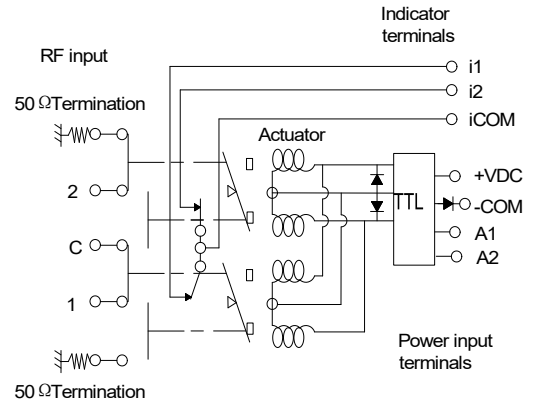 Indicator
terminals
RF input
i1
i2
iCOM
50 ΩTermination
Actuator
2
C
1
TTL
+VDC
-COM
A1
A2
Power input
terminals
50 ΩTermination